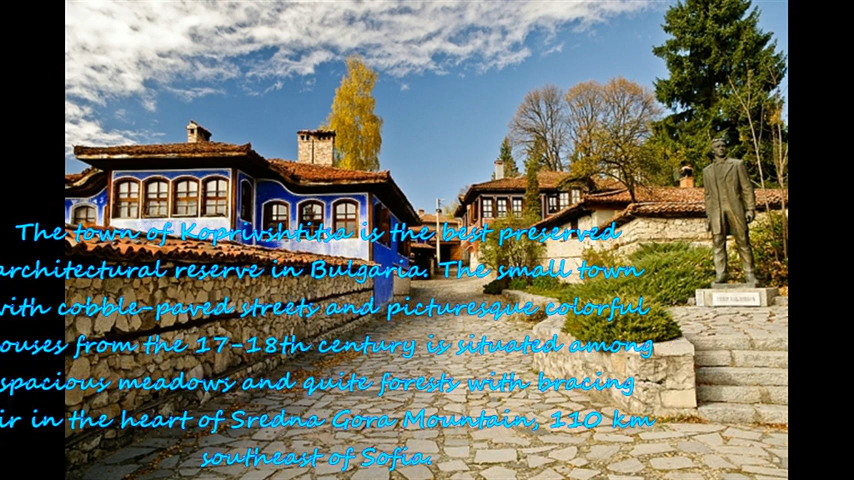 The town of Koprivshtitsa is the best preserved
architectural reserve in Bulgaria. The small town
with cobble-paved streets and picturesque colorful
ouses from the 17-18th century is situated among
spacious meadows and quite forests with bracing
ir in the heart of Sredna Gora Mountain, 110 km
southeast of Sofia.